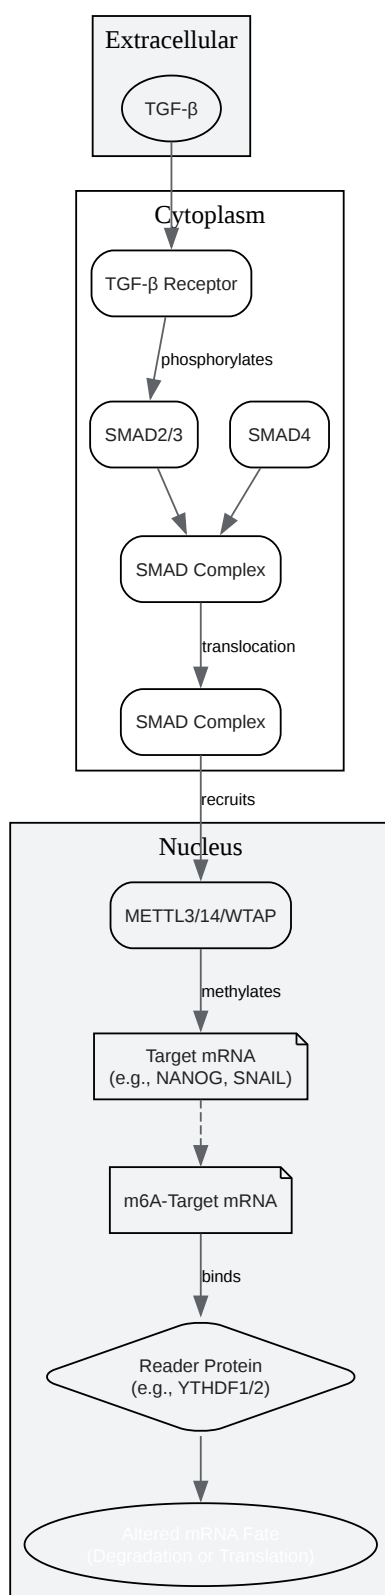 Extracellular
TGF-β
Cytoplasm
TGF-β Receptor
phosphorylates
SMAD2/3
SMAD4
SMAD Complex
translocation
SMAD Complex
recruits
Nucleus
METTL3/14/WTAP
methylates
Target mRNA
(e.g., NANOG, SNAIL)
m6A-Target mRNA
binds
Reader Protein
(e.g., YTHDF1/2)
Altered mRNA Fate
(Degradation or Translation)